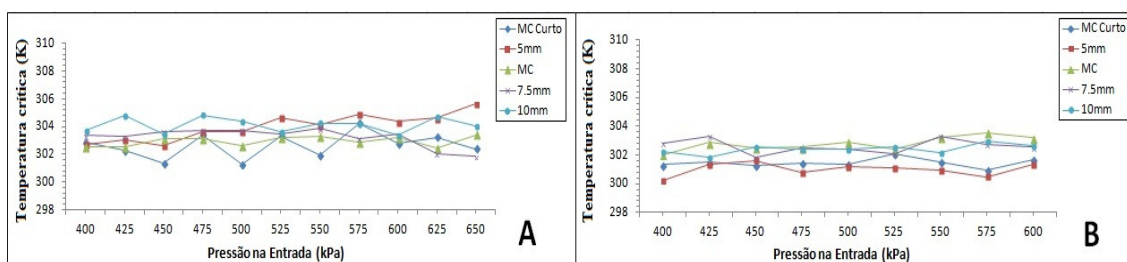 Temperatura crítica (K)
310
308
306
304
302
300
298
400 425 450 475 500 525 550 575 600 625 650
Pressão na Entrada (kPa)
MC Curto
5mm
MC
7.5mm
10mm
A
Temperatura crítica (K)
310
308
306
304
302
300
298
400 425 450 475 500 525 550 575 600
Pressão na Entrada (kPa)
MC Curto
5mm
MC
7.5mm
10mm
B